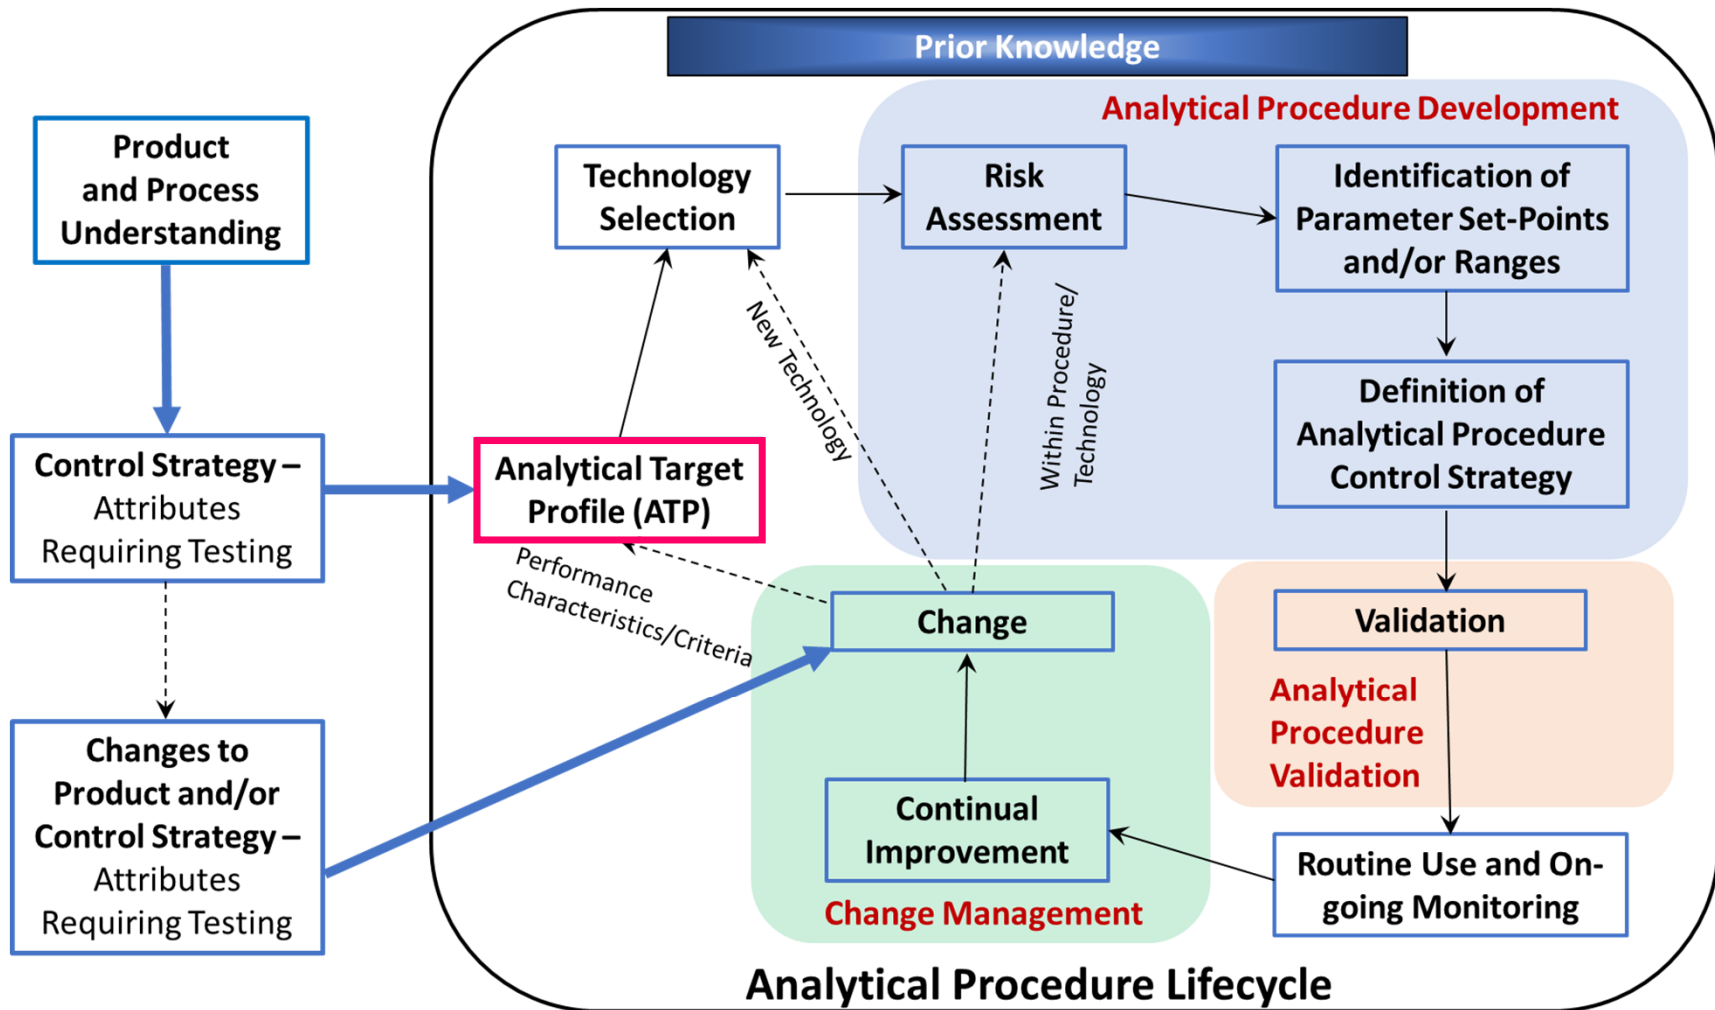 Prior Knowledge
Analytical Procedure Development
Product
and Process
Understanding
Technology
Selection
Risk
Assessment
Identification of
Parameter Set-Points
and/or Ranges
New Technology
Within Procedure/
Technology
Definition of
Analytical Procedure
Control Strategy
Control Strategy –
Attributes
Requiring Testing
Analytical Target
Profile (ATP)
Performance
Characteristics/Criteria
Change
Validation
Analytical
Procedure
Validation
Changes to
Product and/or
Control Strategy –
Attributes
Requiring Testing
Continual
Improvement
Change Management
Routine Use and On-
going Monitoring
Analytical Procedure Lifecycle